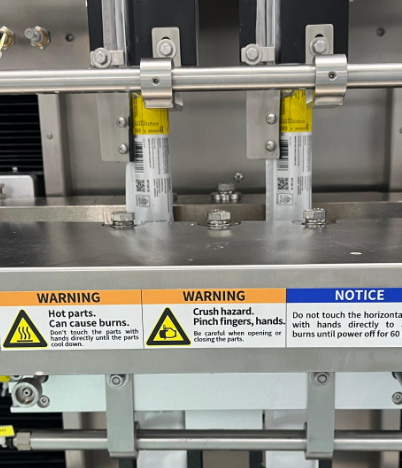 WARNING
Hot parts.
Can cause burns.
Don't touch the parts with
hands directly until the parts
cool down.
WARNING
Crush hazard.
Pinch fingers, hands.
Be careful when opening or
closing the parts.
NOTICE
Do not touch the horizonta
with hands directly to
burns until power off for 60